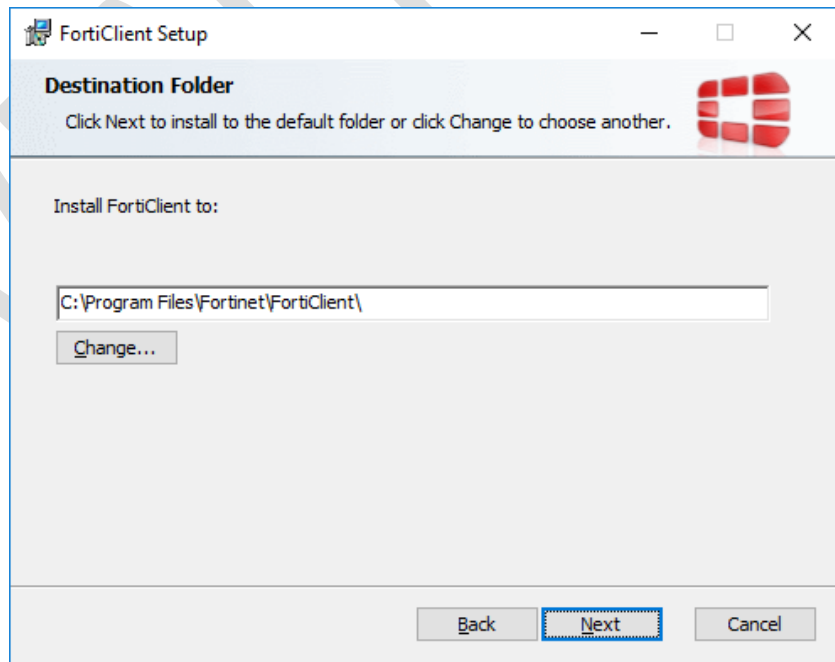 FortiClient Setup
Destination Folder
Click Next to install to the default folder or click Change to choose another.
Install FortiClient to:
C:\Program Files\Fortinet\FortiClient\
Change...
Back Next Cancel